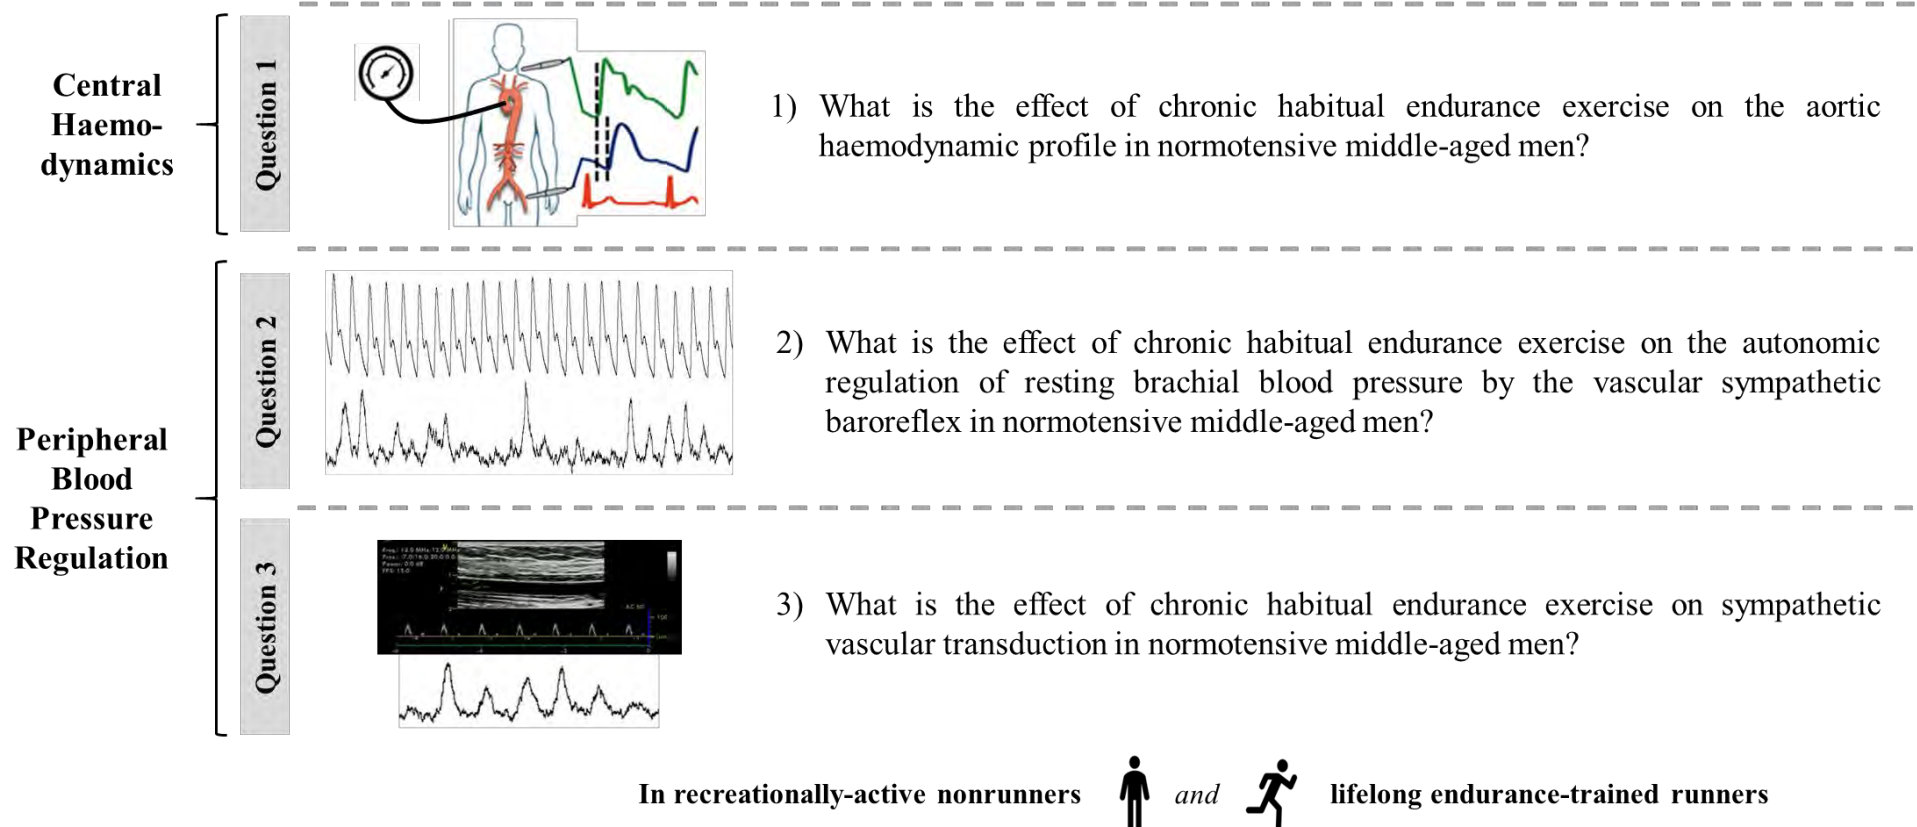 Central
Haemo-
dynamics
Question 1
1) What is the effect of chronic habitual endurance exercise on the aortic
haemodynamic profile in normotensive middle-aged men?
Peripheral
Blood
Pressure
Regulation
Question 2
2) What is the effect of chronic habitual endurance exercise on the autonomic
regulation of resting brachial blood pressure by the vascular sympathetic
baroreflex in normotensive middle-aged men?
Question 3
3) What is the effect of chronic habitual endurance exercise on sympathetic
vascular transduction in normotensive middle-aged men?
In recreationally-active nonrunners and lifelong endurance-trained runners